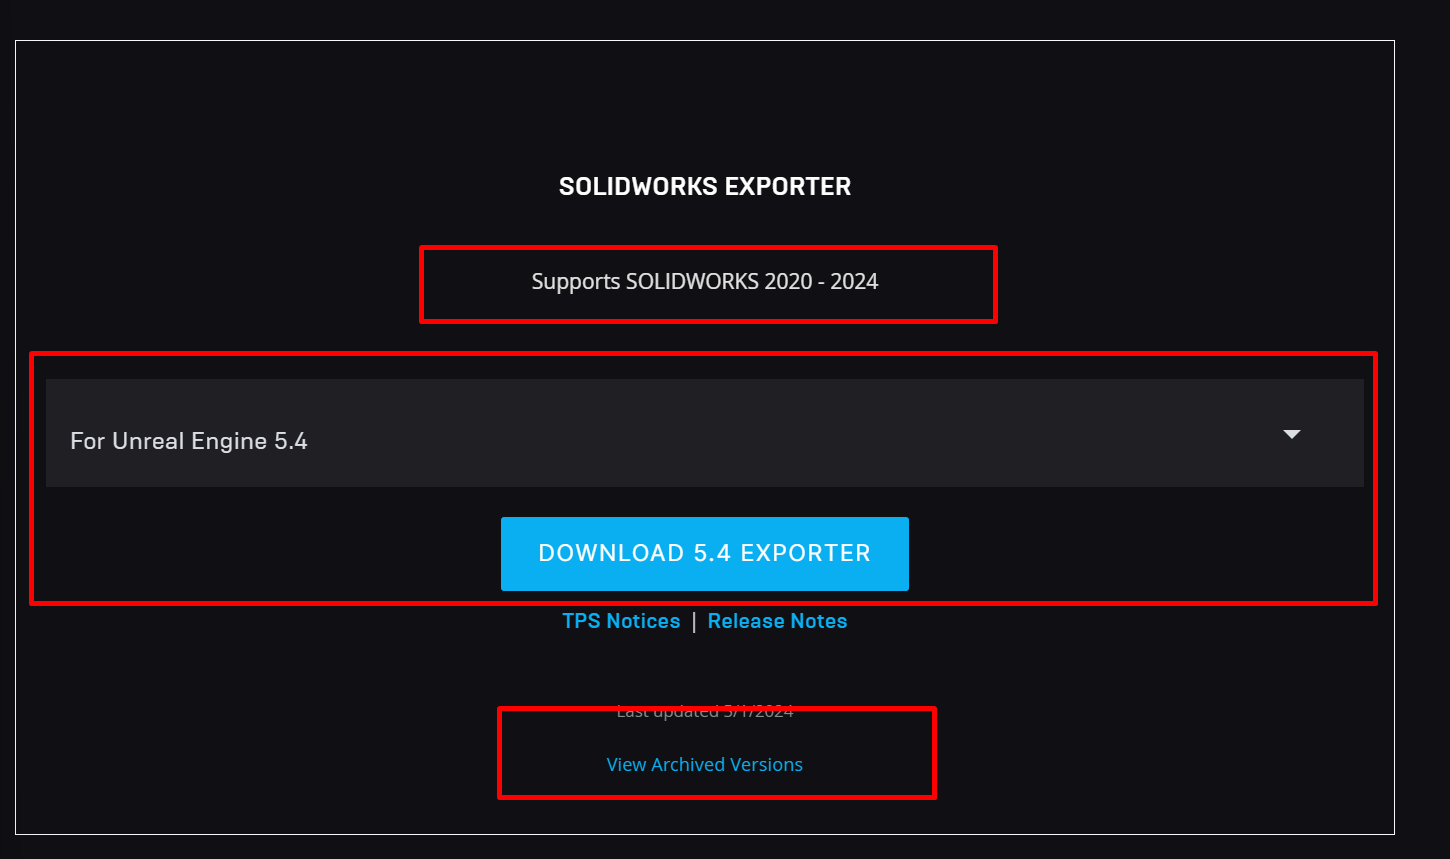 SOLIDWORKS EXPORTER
Supports SOLIDWORKS 2020 - 2024
For Unreal Engine 5.4
DOWNLOAD 5.4 EXPORTER
TPS Notices | Release Notes
Last updated 5/1/2024
View Archived Versions